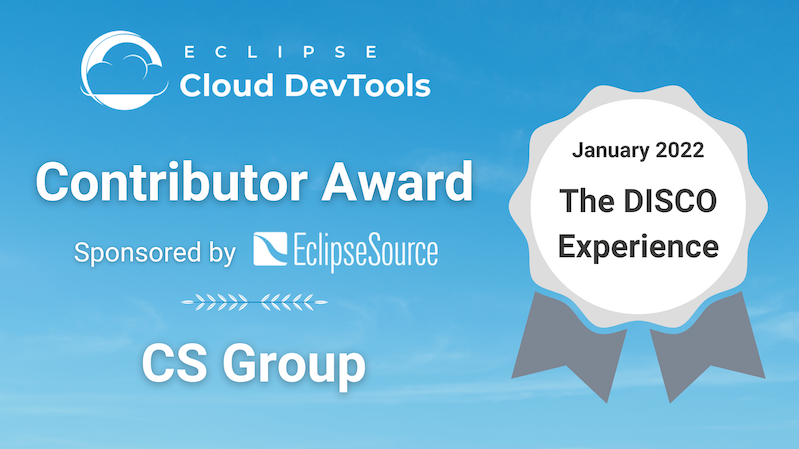 ECLIPSE
Cloud DevTools
Contributor Award
Sponsored by EclipseSource
CS Group
January 2022
The DISCO
Experience